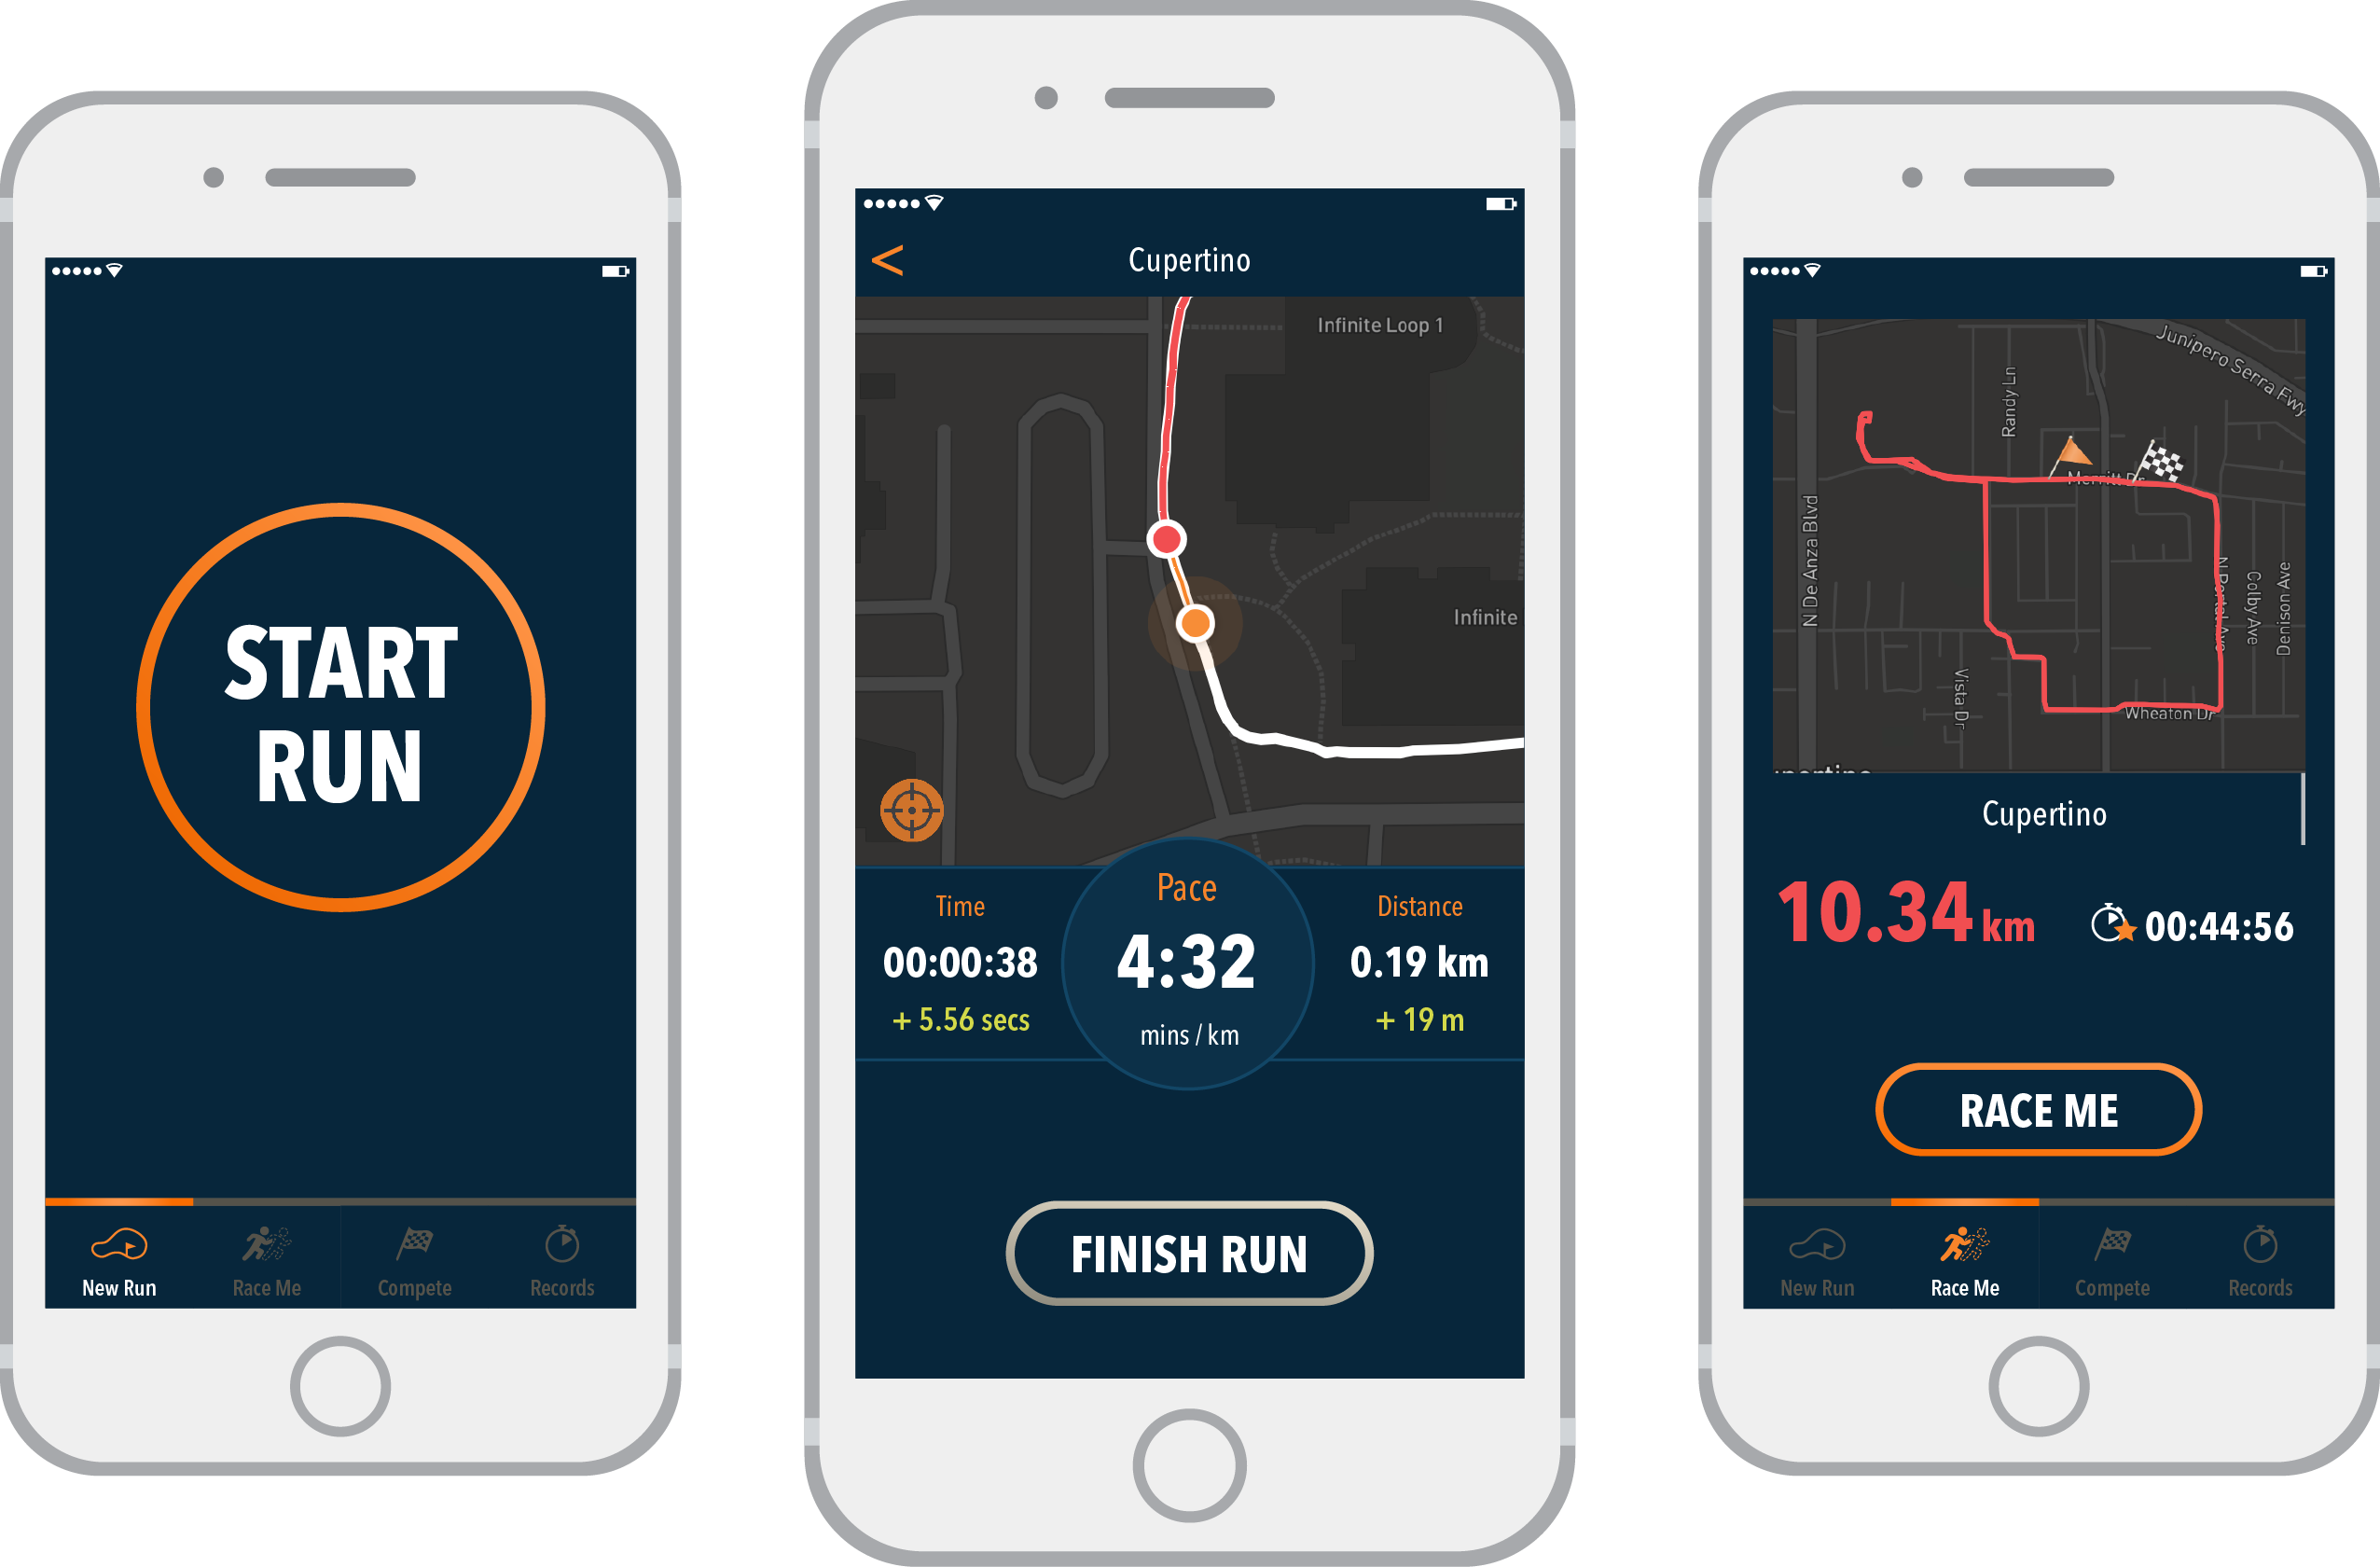 START
RUN
New Run
Race Me
Compete
Records
<
Cupertino
Infinite Loop 1
Infinite
Time
00:00:38
+ 5.56 secs
Pace
4:32
mins / km
Distance
0.19 km
+ 19 m
FINISH RUN
Junipero Serra Fwy
Randy Ln
Merritt Dr
N De Anza Blvd
N Portal Ave
Colby Ave
Denison Ave
Vista Dr
Wheaton Dr
Cupertino
10.34 km
00:44:56
RACE ME
New Run
Race Me
Compete
Records